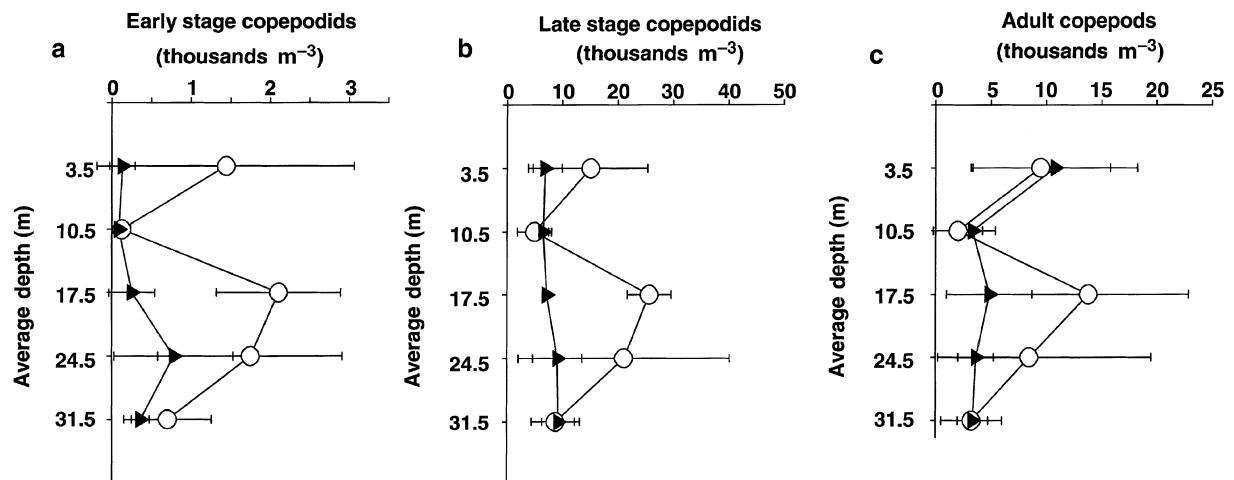 a
Early stage copepodids
(thousands m⁻³)
0 1 2 3
Average depth (m)
3.5
10.5
17.5
24.5
31.5
b
Late stage copepodids
(thousands m⁻³)
0 10 20 30 40 50
Average depth (m)
3.5
10.5
17.5
24.5
31.5
c
Adult copepods
(thousands m⁻³)
0 5 10 15 20 25
Average depth (m)
3.5
10.5
17.5
24.5
31.5